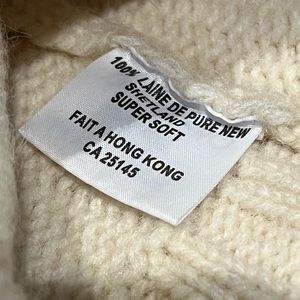 100% LAINE DE PURE NEW
SHETLAND
SUPER SOFT
FAIT A HONG KONG
CA 25145